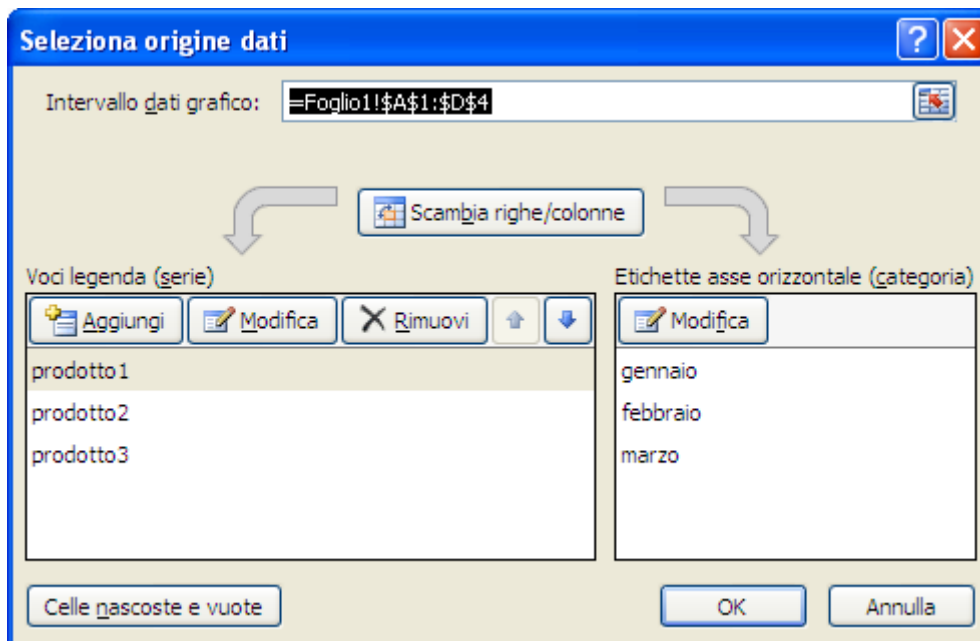 Seleziona origine dati
Intervallo dati grafico: =Foglio1!$A$1:$D$4
Scambia righe/colonne
Voci legenda (serie)
Etichette asse orizzontale (categoria)
Aggiungi Modifica Rimuovi
Modifica
prodotto1
gennaio
prodotto2
febbraio
prodotto3
marzo
Celle nascoste e vuote
OK
Annulla